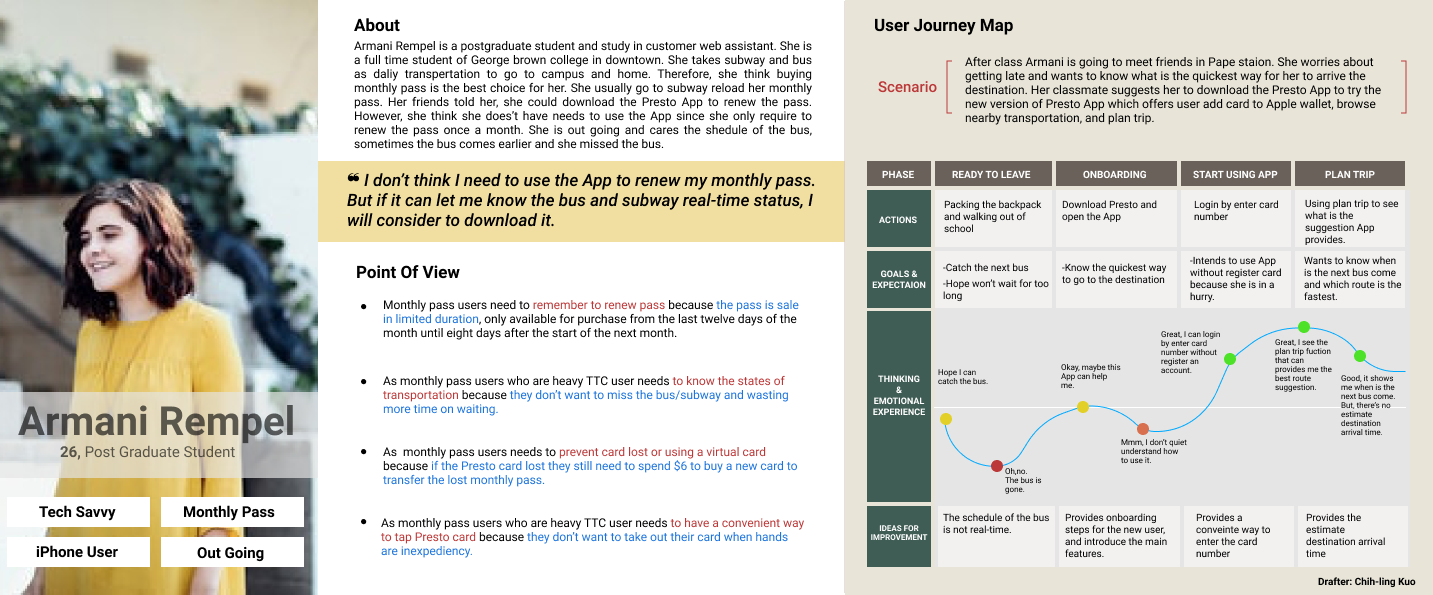 Armani Rempel
26, Post Graduate Student
Tech Savvy
Monthly Pass
iPhone User
Out Going
About
Armani Rempel is a postgraduate student and study in customer web assistant. She is
a full time student of George brown college in downtown. She takes subway and bus
as daliy transpertation to go to campus and home. Therefore, she think buying
monthly pass is the best choice for her. She usually go to subway reload her monthly
pass. Her friends told her, she could download the Presto App to renew the pass.
However, she think she does't have needs to use the App since she only require to
renew the pass once a month. She is out going and cares the shedule of the bus,
sometimes the bus comes earlier and she missed the bus.
❝ I don't think I need to use the App to renew my monthly pass.
But if it can let me know the bus and subway real-time status, I
will consider to download it.
Point Of View
• Monthly pass users need to remember to renew pass because the pass is sale
in limited duration, only available for purchase from the last twelve days of the
month until eight days after the start of the next month.
• As monthly pass users who are heavy TTC user needs to know the states of
transportation because they don't want to miss the bus/subway and wasting
more time on waiting.
• As monthly pass users needs to prevent card lost or using a virtual card
because if the Presto card lost they still need to spend $6 to buy a new card to
transfer the lost monthly pass.
• As monthly pass users who are heavy TTC user needs to have a convenient way
to tap Presto card because they don't want to take out their card when hands
are inexpediency.
User Journey Map
Scenario
After class Armani is going to meet friends in Pape staion. She worries about
getting late and wants to know what is the quickest way for her to arrive the
destination. Her classmate suggests her to download the Presto App to try the
new version of Presto App which offers user add card to Apple wallet, browse
nearby transportation, and plan trip.
PHASE
READY TO LEAVE
ONBOARDING
START USING APP
PLAN TRIP
ACTIONS
Packing the backpack
and walking out of
school
Download Presto and
open the App
Login by enter card
number
Using plan trip to see
what is the
suggestion App
provides.
GOALS &
EXPECTAION
-Catch the next bus
-Hope won't wait for too
long
-Know the quickest way
to go to the destination
-Intends to use App
without register card
because she is in a
hurry.
Wants to know when
is the next bus come
and which route is the
fastest.
THINKING
&
EMOTIONAL
EXPERIENCE
Hope I can
catch the bus.
Oh,no.
The bus is
gone.
Okay, maybe this
App can help
me.
Mmm, I don't quiet
understand how
to use it.
Great, I can login
by enter card
number without
register an
account.
Great, I see the
plan trip fuction
that can
provides me the
best route
suggestion.
Good, it shows
me when is the
next bus come.
But, there's no
estimate
destination
arrival time.
IDEAS FOR
IMPROVEMENT
The schedule of the bus
is not real-time.
Provides onboarding
steps for the new user,
and introduce the main
features.
Provides a
conveinte way to
enter the card
number
Provides the
estimate
destination arrival
time
Drafter: Chih-ling Kuo